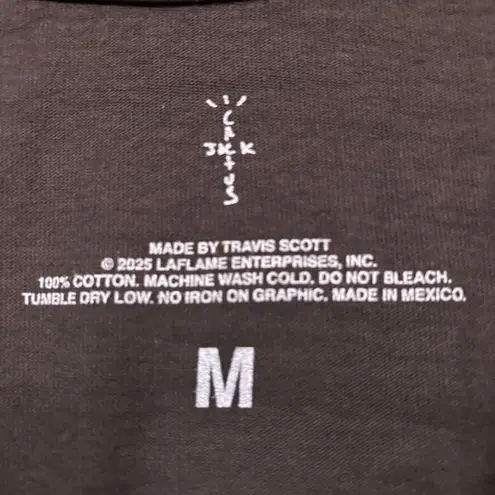 CACTUS
JACK
MADE BY TRAVIS SCOTT
© 2025 LAFLAME ENTERPRISES, INC.
100% COTTON. MACHINE WASH COLD. DO NOT BLEACH.
TUMBLE DRY LOW. NO IRON ON GRAPHIC. MADE IN MEXICO.
M